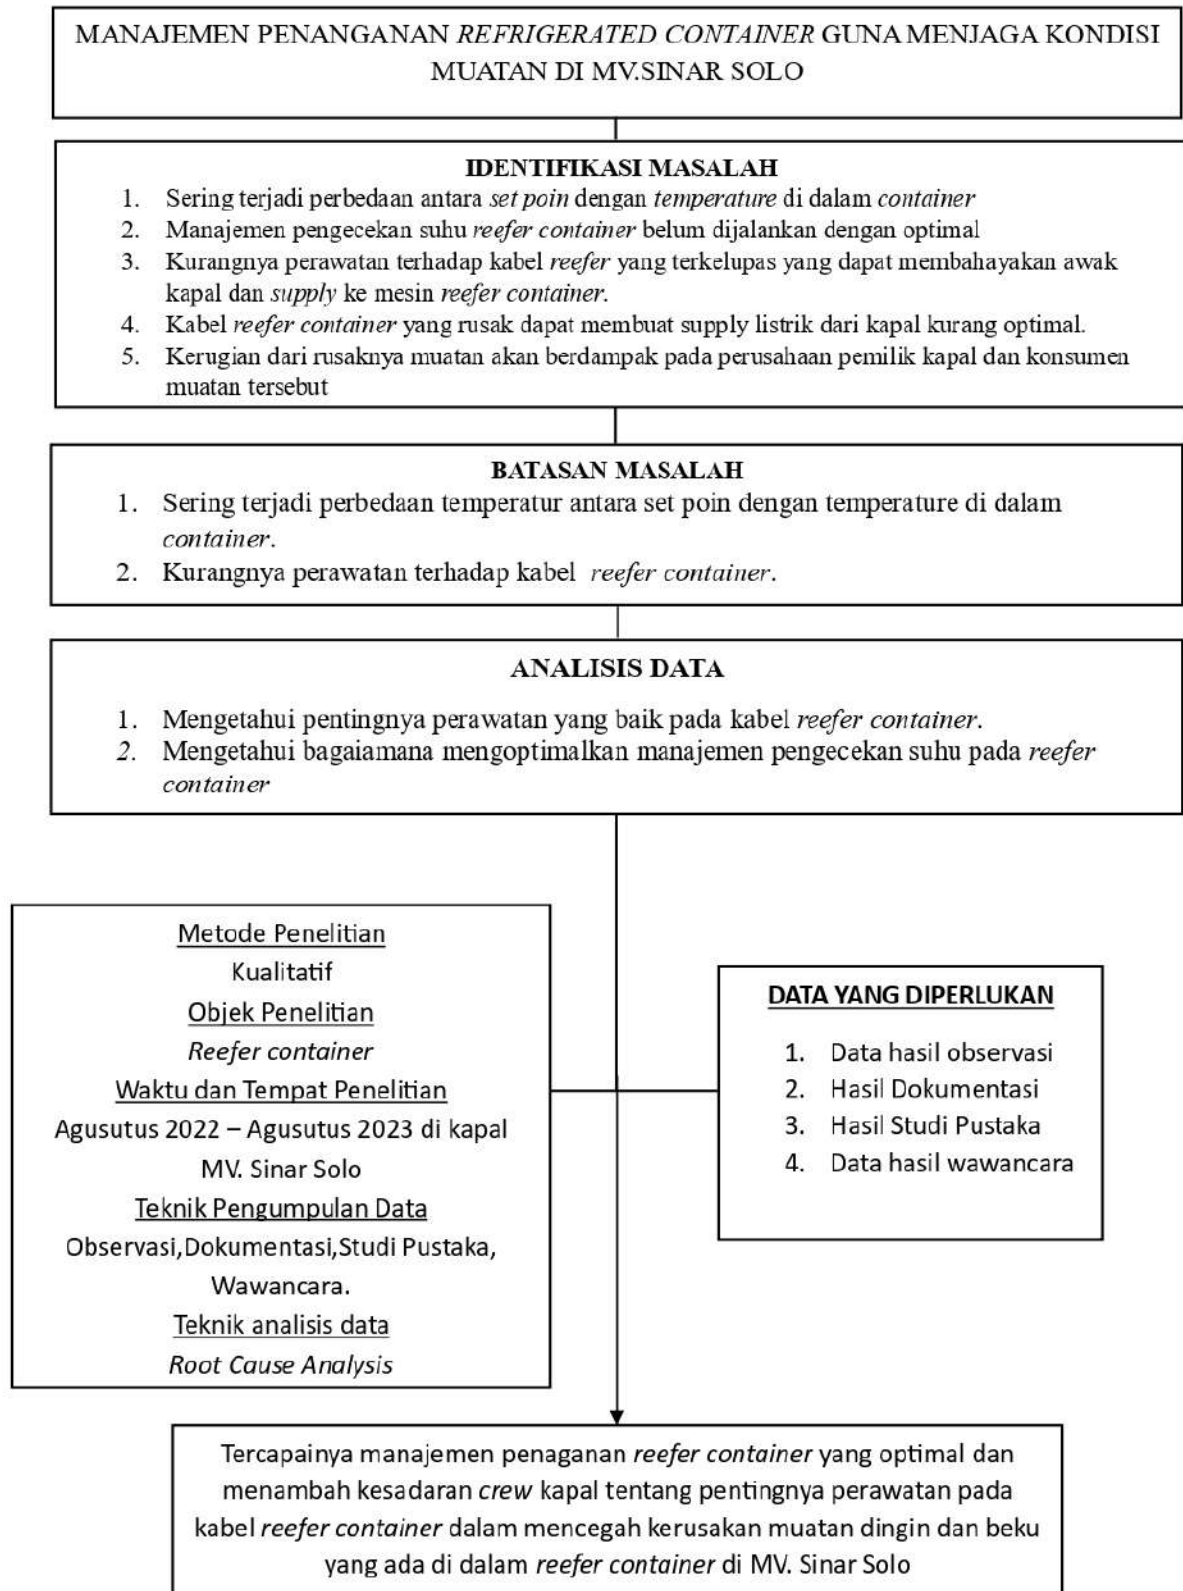 MANAJEMEN PENANGANAN REFRIGERATED CONTAINER GUNA MENJAGA KONDISI
MUATAN DI MV.SINAR SOLO
IDENTIFIKASI MASALAH
1. Sering terjadi perbedaan antara set poin dengan temperature di dalam container
2. Manajemen pengecekan suhu reefer container belum dijalankan dengan optimal
3. Kurangnya perawatan terhadap kabel reefer yang terkelupas yang dapat membahayakan awak
kapal dan supply ke mesin reefer container.
4. Kabel reefer container yang rusak dapat membuat supply listrik dari kapal kurang optimal.
5. Kerugian dari rusaknya muatan akan berdampak pada perusahaan pemilik kapal dan konsumen
muatan tersebut
BATASAN MASALAH
1. Sering terjadi perbedaan temperatur antara set poin dengan temperature di dalam
container.
2. Kurangnya perawatan terhadap kabel reefer container.
ANALISIS DATA
1. Mengetahui pentingnya perawatan yang baik pada kabel reefer container.
2. Mengetahui bagaiamana mengoptimalkan manajemen pengecekan suhu pada reefer
container
Metode Penelitian
Kualitatif
Objek Penelitian
Reefer container
Waktu dan Tempat Penelitian
Agusutus 2022 – Agusutus 2023 di kapal
MV. Sinar Solo
Teknik Pengumpulan Data
Observasi,Dokumentasi,Studi Pustaka,
Wawancara.
Teknik analisis data
Root Cause Analysis
DATA YANG DIPERLUKAN
1. Data hasil observasi
2. Hasil Dokumentasi
3. Hasil Studi Pustaka
4. Data hasil wawancara
Tercapainya manajemen penaganan reefer container yang optimal dan
menambah kesadaran crew kapal tentang pentingnya perawatan pada
kabel reefer container dalam mencegah kerusakan muatan dingin dan beku
yang ada di dalam reefer container di MV. Sinar Solo